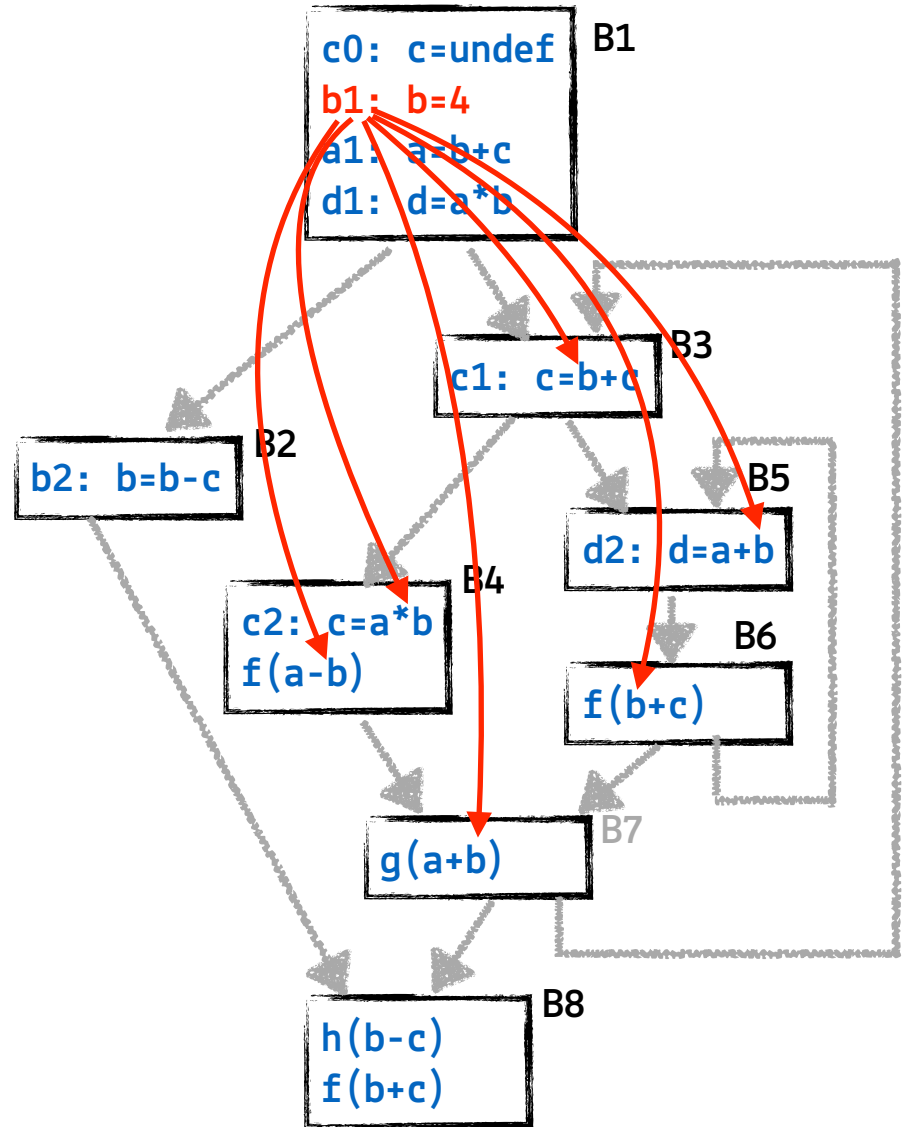 c0: c=undef
b1: b=4
a1: a=b+c
d1: d=a*b
B1
c1: c=b+c
B3
b2: b=b-c
B2
d2: d=a+b
B5
c2: c=a*b
f(a-b)
B4
f(b+c)
B6
g(a+b)
B7
h(b-c)
f(b+c)
B8